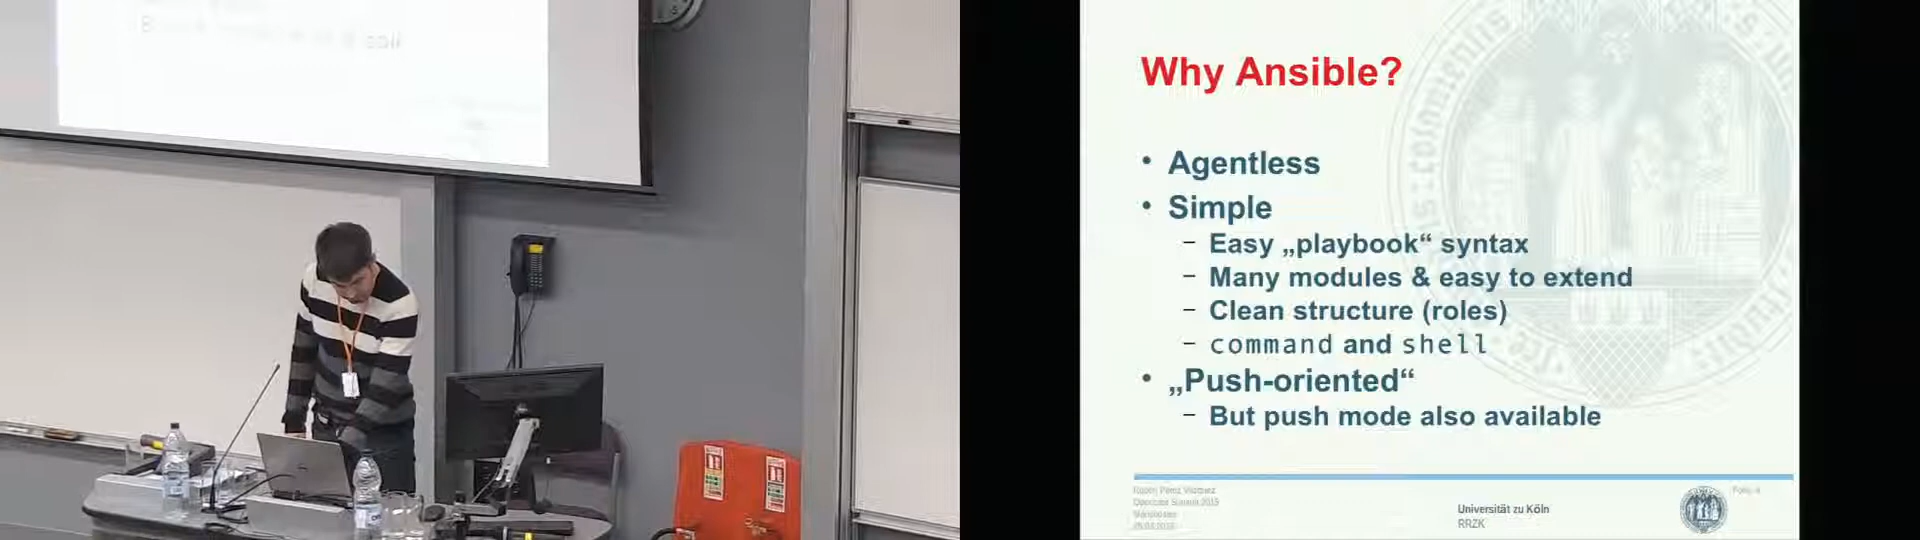 Why Ansible?
• Agentless
• Simple
– Easy „playbook“ syntax
– Many modules & easy to extend
– Clean structure (roles)
– command and shell
• „Push-oriented“
– But push mode also available
Universität zu Köln
RRZK